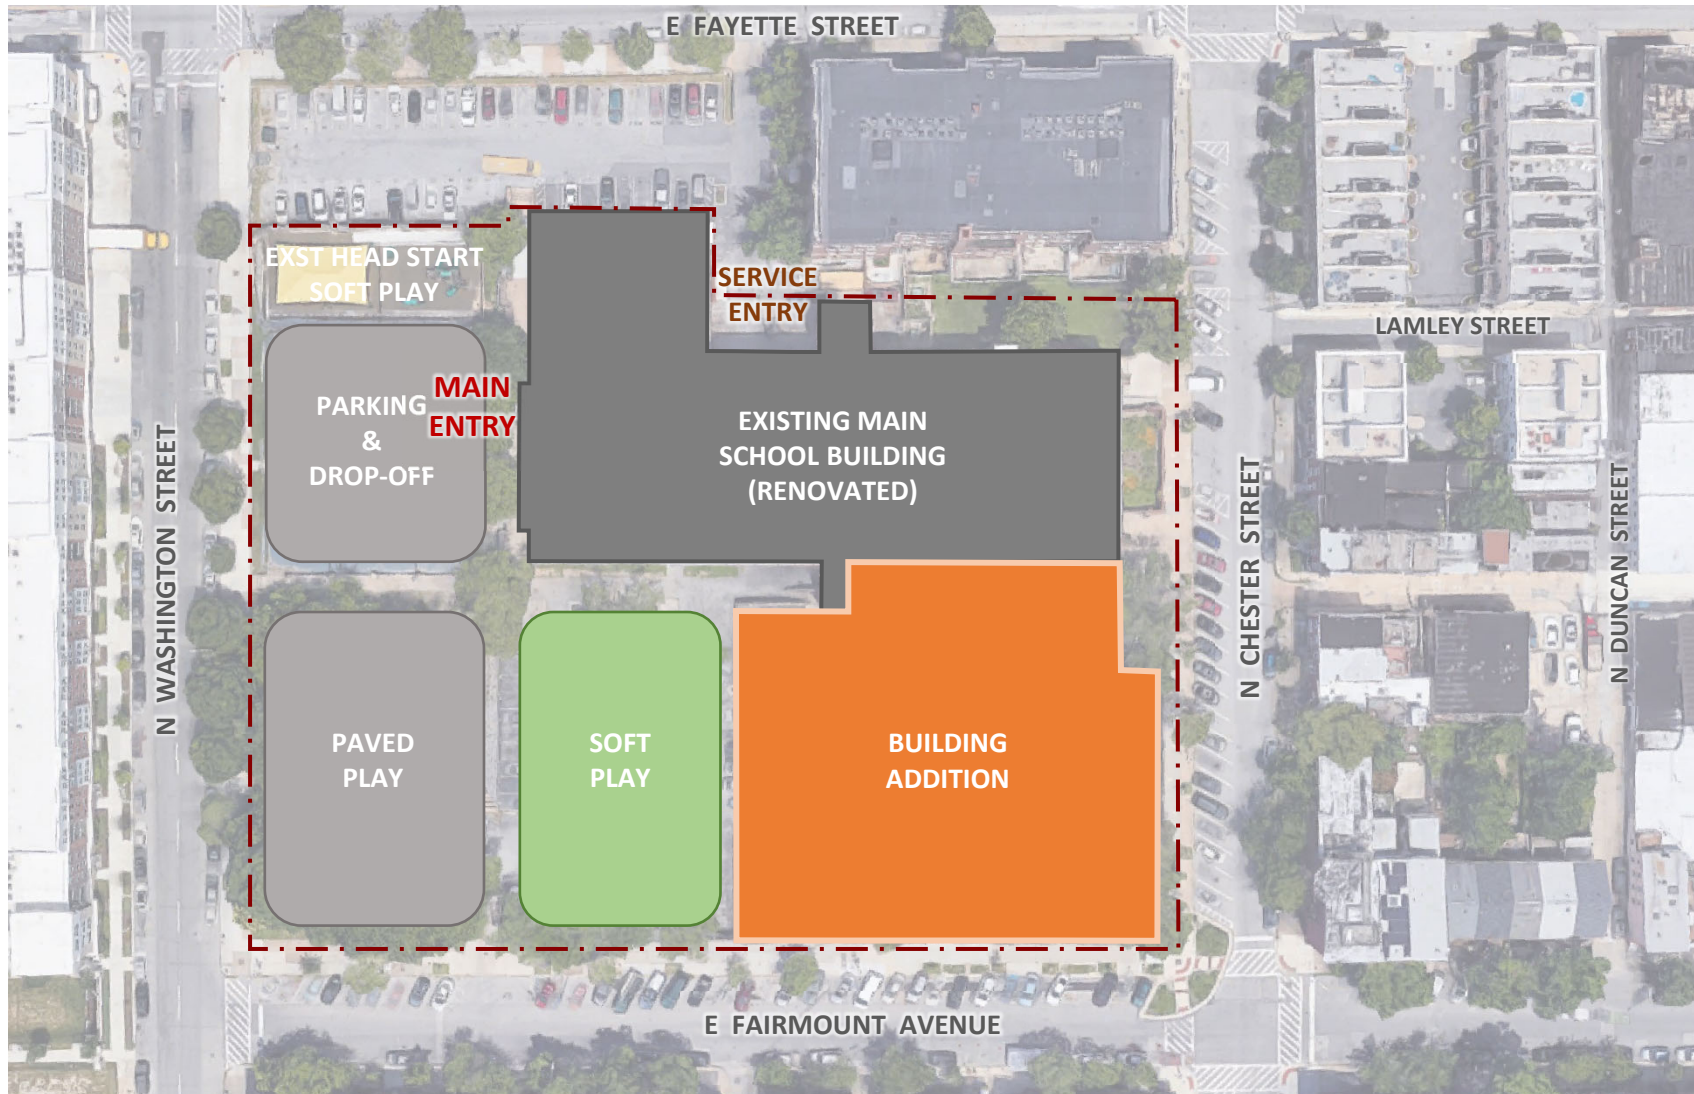 E FAYETTE STREET
EXST HEAD START
SOFT PLAY
SERVICE
ENTRY
LAMLEY STREET
PARKING
&
DROP-OFF
MAIN
ENTRY
EXISTING MAIN
SCHOOL BUILDING
(RENOVATED)
N WASHINGTON STREET
N CHESTER STREET
N DUNCAN STREET
PAVED
PLAY
SOFT
PLAY
BUILDING
ADDITION
E FAIRMOUNT AVENUE